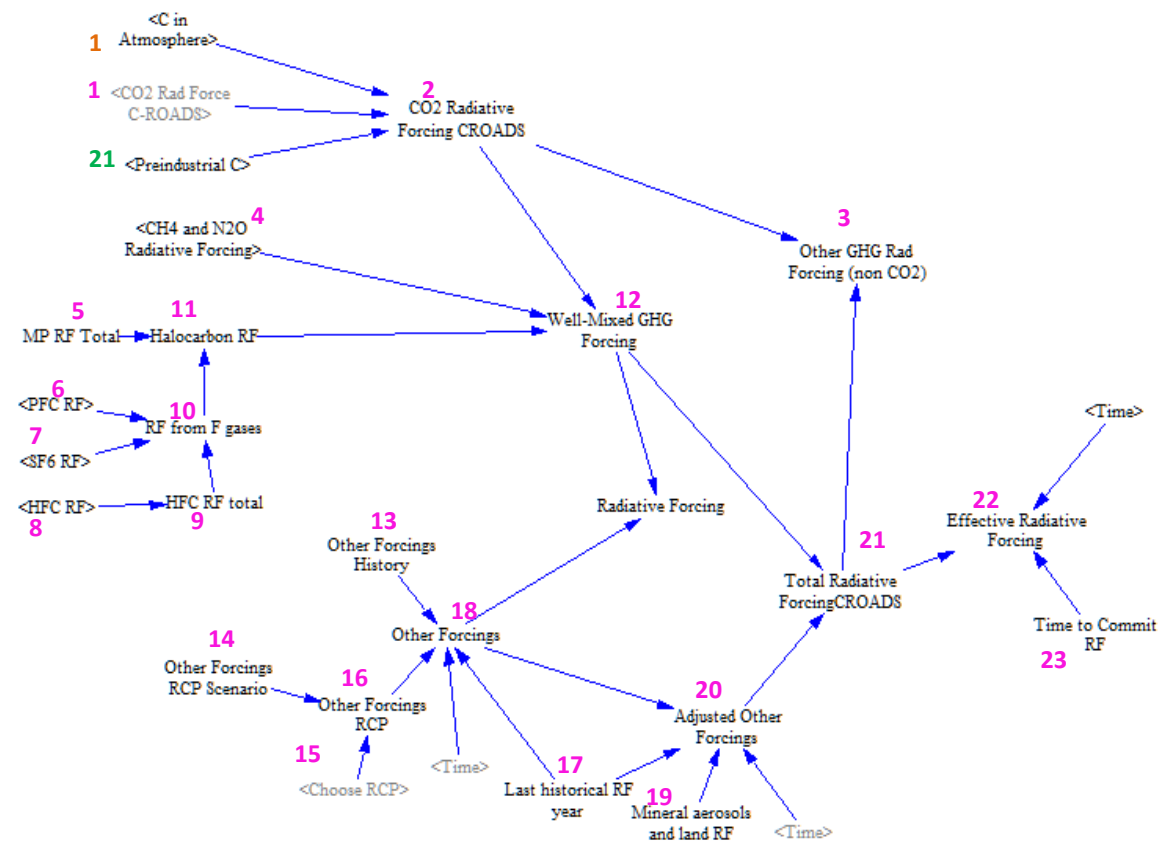 <C in
Atmosphere>
1
1
<CO2 Rad Force
C-ROADS>
2
CO2 Radiative
Forcing CROADS
21
<Preindustrial C>
4
<CH4 and N2O
Radiative Forcing>
3
Other GHG Rad
Forcing (non CO2)
5
MP RF Total
11
Halocarbon RF
12
Well-Mixed GHG
Forcing
6
<PFC RF>
10
RF from F gases
7
<SF6 RF>
<HFC RF>
8
HFC RF total
9
<Time>
Radiative Forcing
22
Effective Radiative
Forcing
13
Other Forcings
History
21
Total Radiative
ForcingCROADS
18
Other Forcings
Time to Commit
RF
23
14
Other Forcings
RCP Scenario
16
Other Forcings
RCP
15
<Choose RCP>
<Time>
20
Adjusted Other
Forcings
17
Last historical RF
year
19
Mineral aerosols
and land RF
<Time>